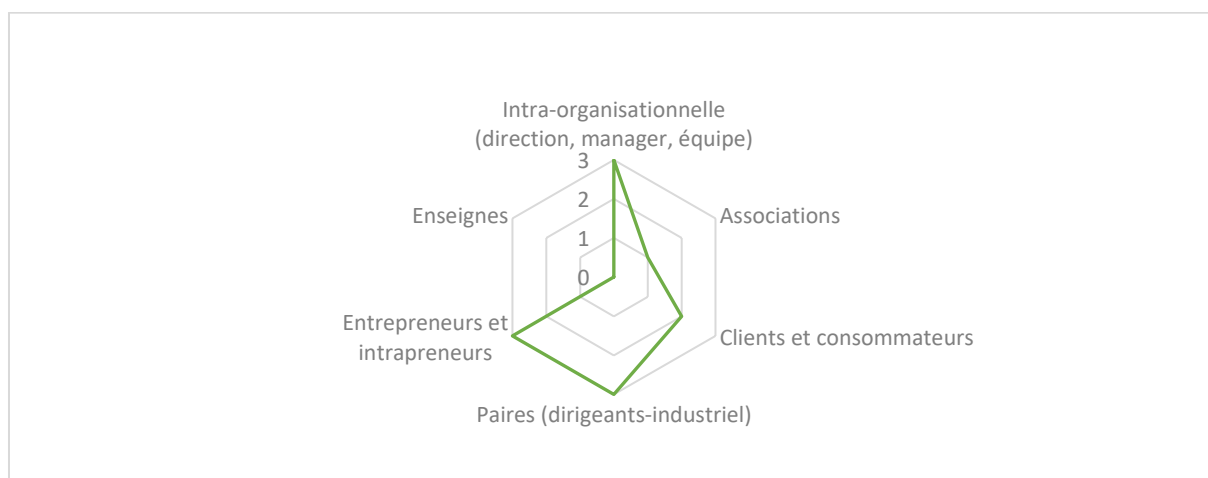 Intra-organisationnelle
(direction, manager, équipe)
3
2
1
0
Enseignes
Associations
Entrepreneurs et
intrapreneurs
Clients et consommateurs
Paires (dirigeants-industriel)